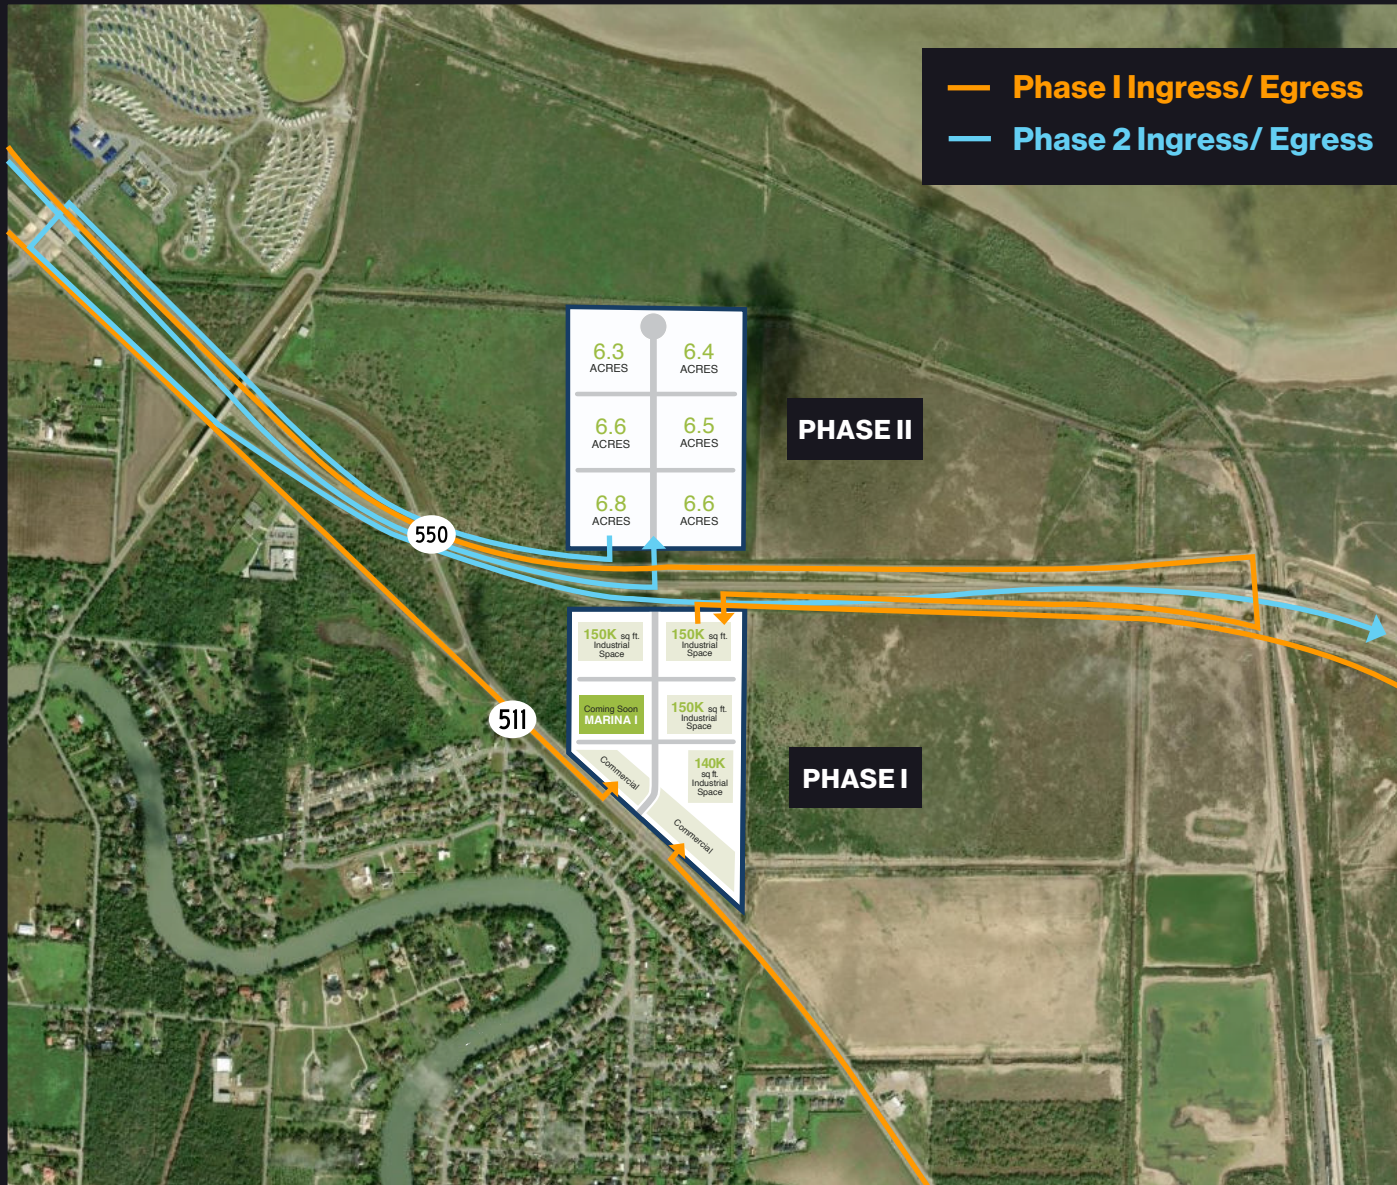 Phase I Ingress/ Egress
Phase 2 Ingress/ Egress
6.3
ACRES
6.4
ACRES
6.6
ACRES
6.5
ACRES
6.8
ACRES
6.6
ACRES
PHASE II
550
150K sq ft.
Industrial
Space
150K sq ft.
Industrial
Space
Coming Soon
MARINA I
150K sq ft.
Industrial
Space
511
Commercial
140K
sq ft.
Industrial
Space
PHASE I
Commercial